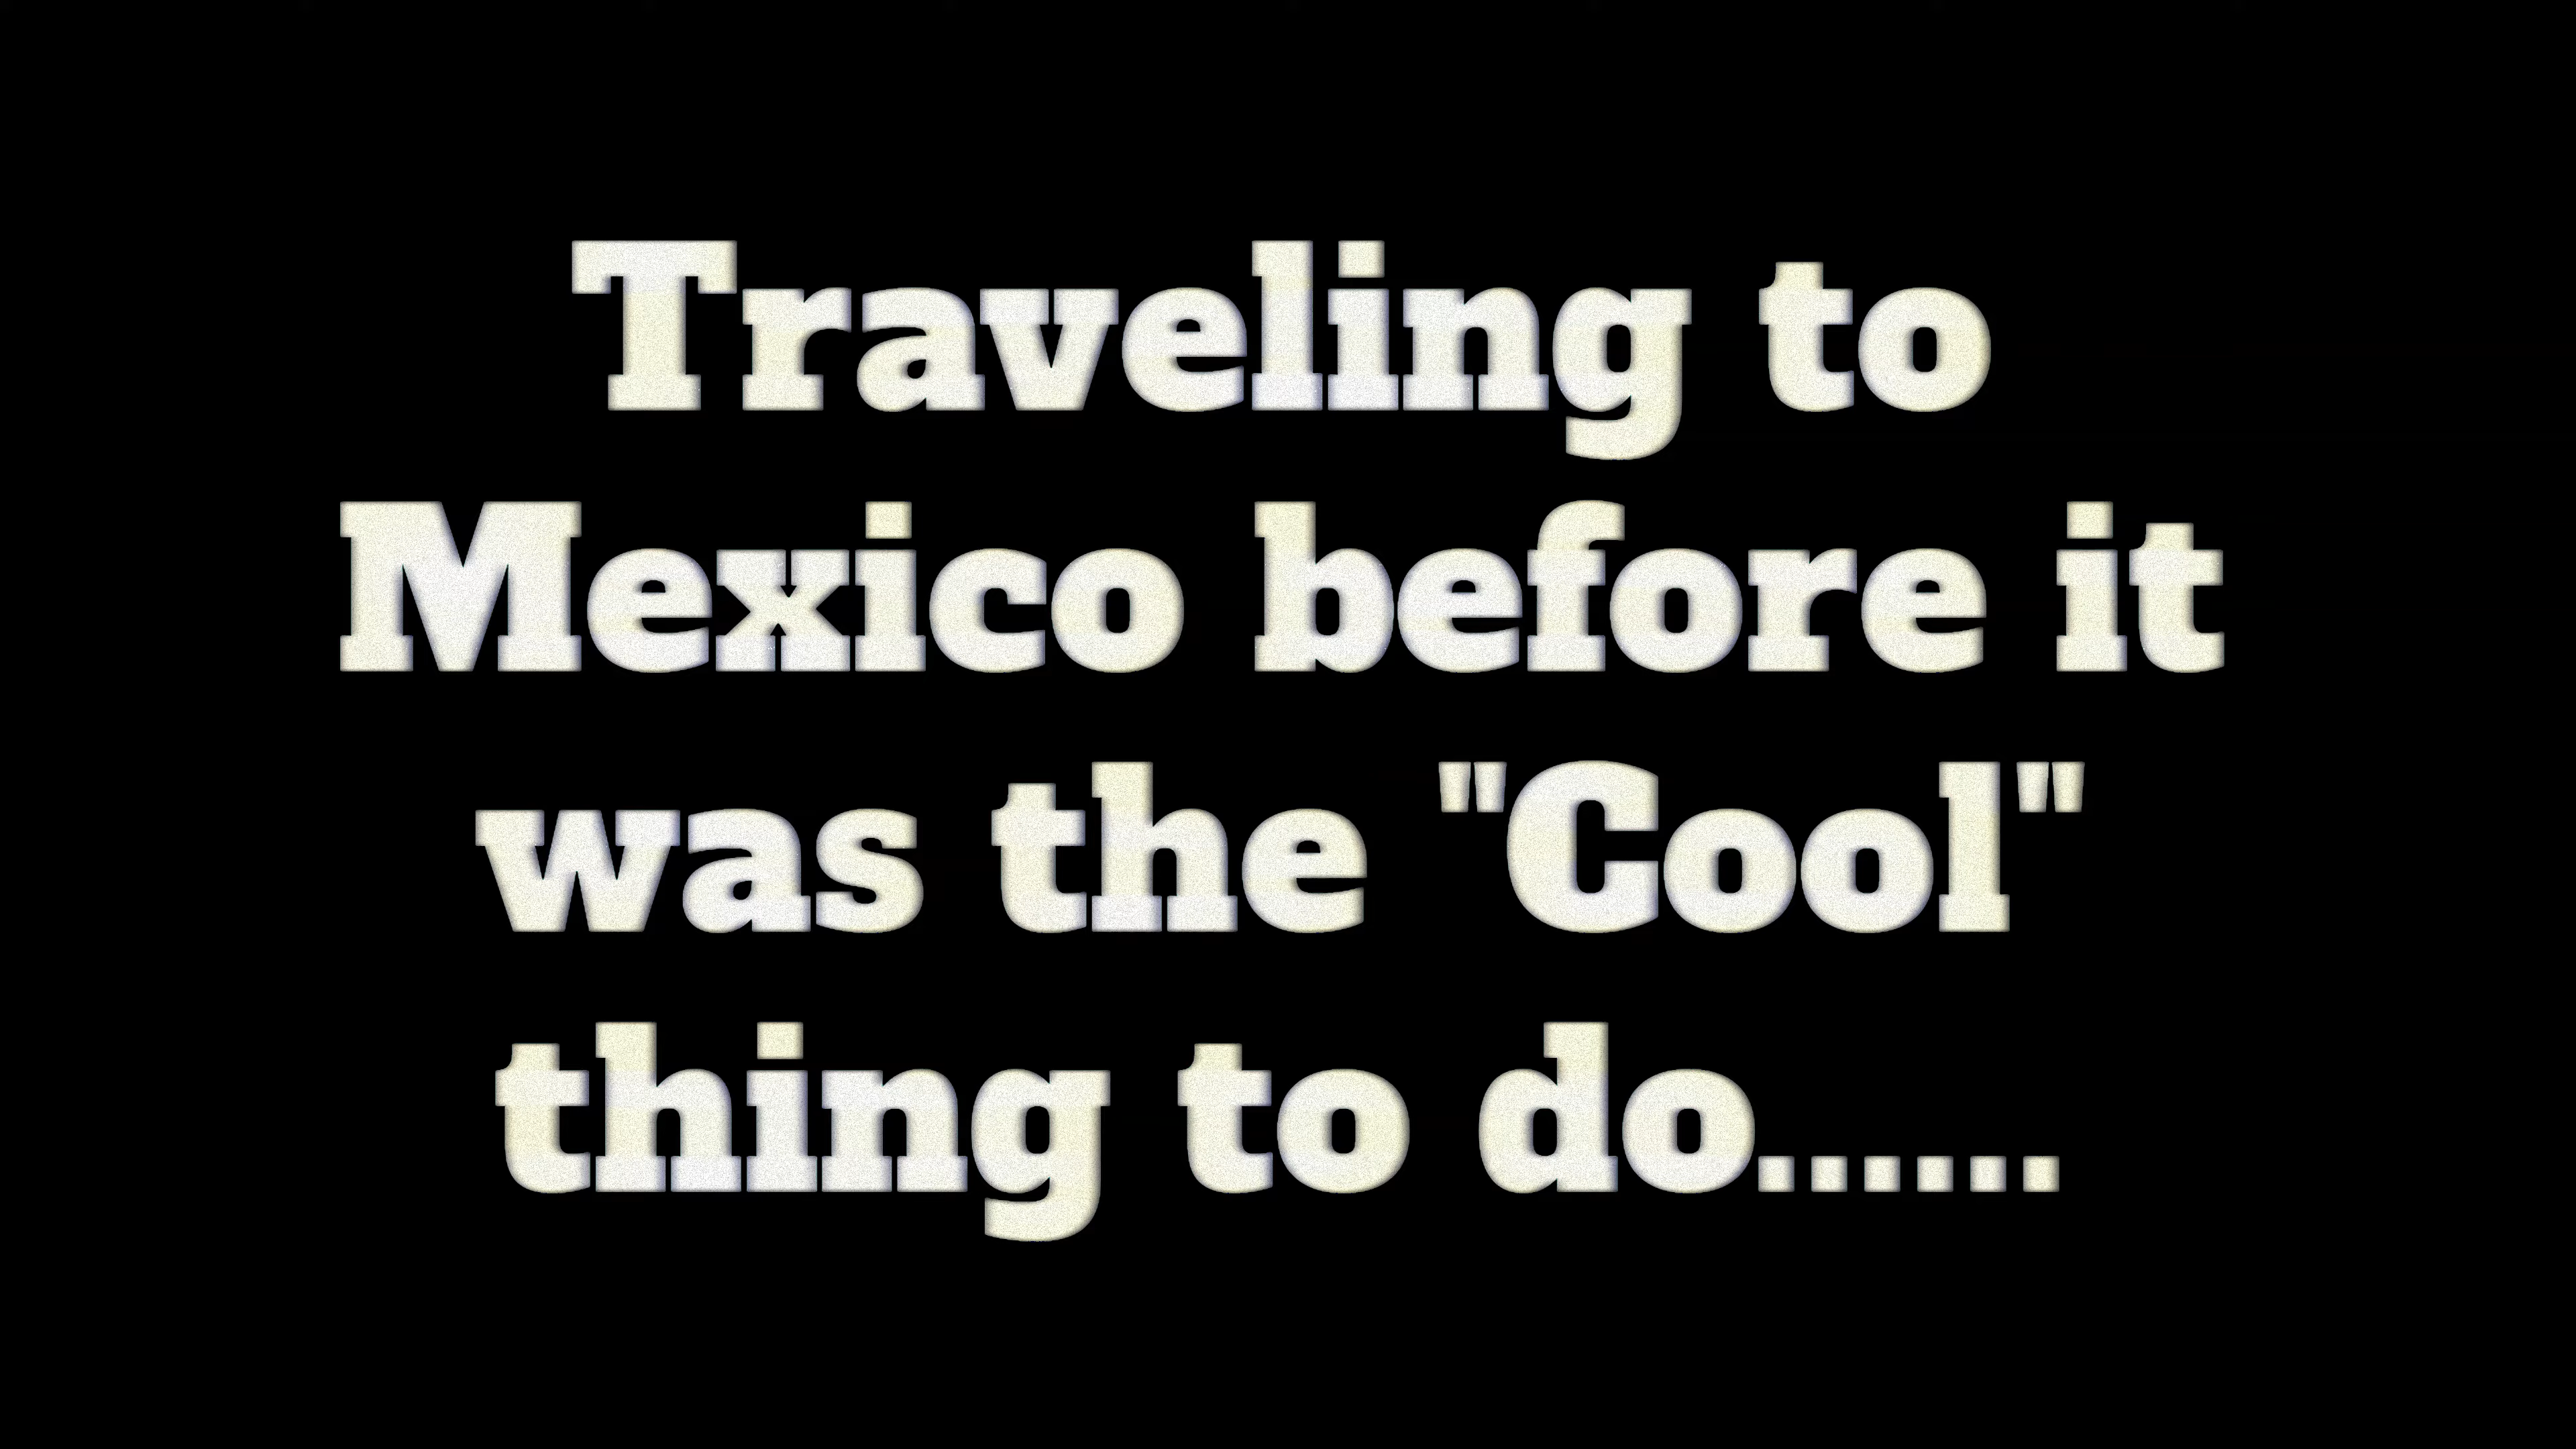 Traveling to
Mexico before it
was the "Cool"
thing to do......